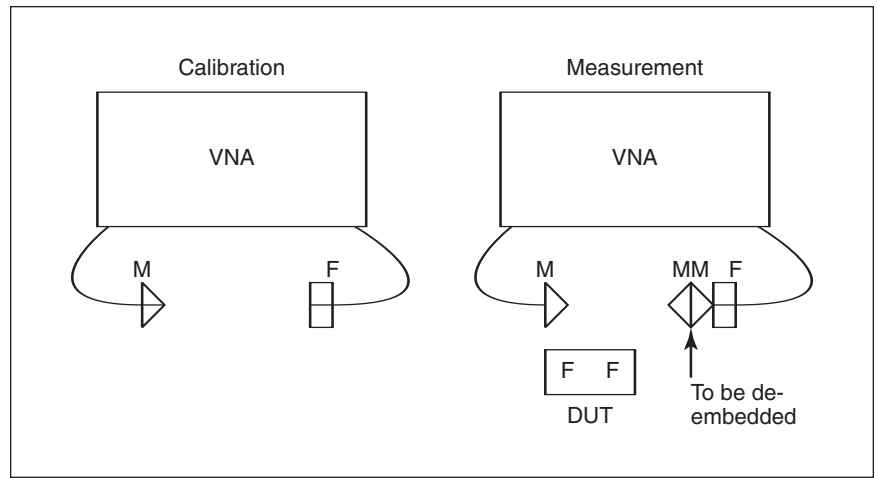 Calibration
Measurement
VNA
VNA
M
F
M
MM
F
F
F
DUT
To be de-
embedded